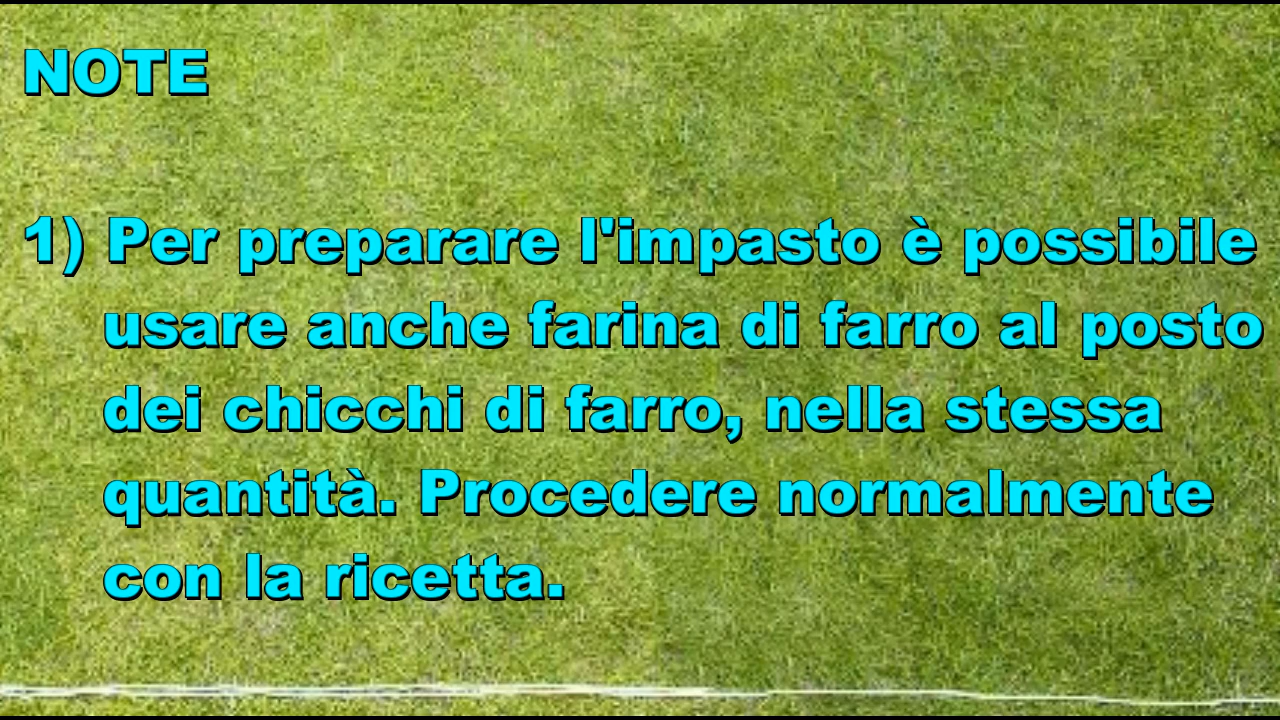 NOTE
1) Per preparare l'impasto è possibile
usare anche farina di farro al posto
dei chicchi di farro, nella stessa
quantità. Procedere normalmente
con la ricetta.